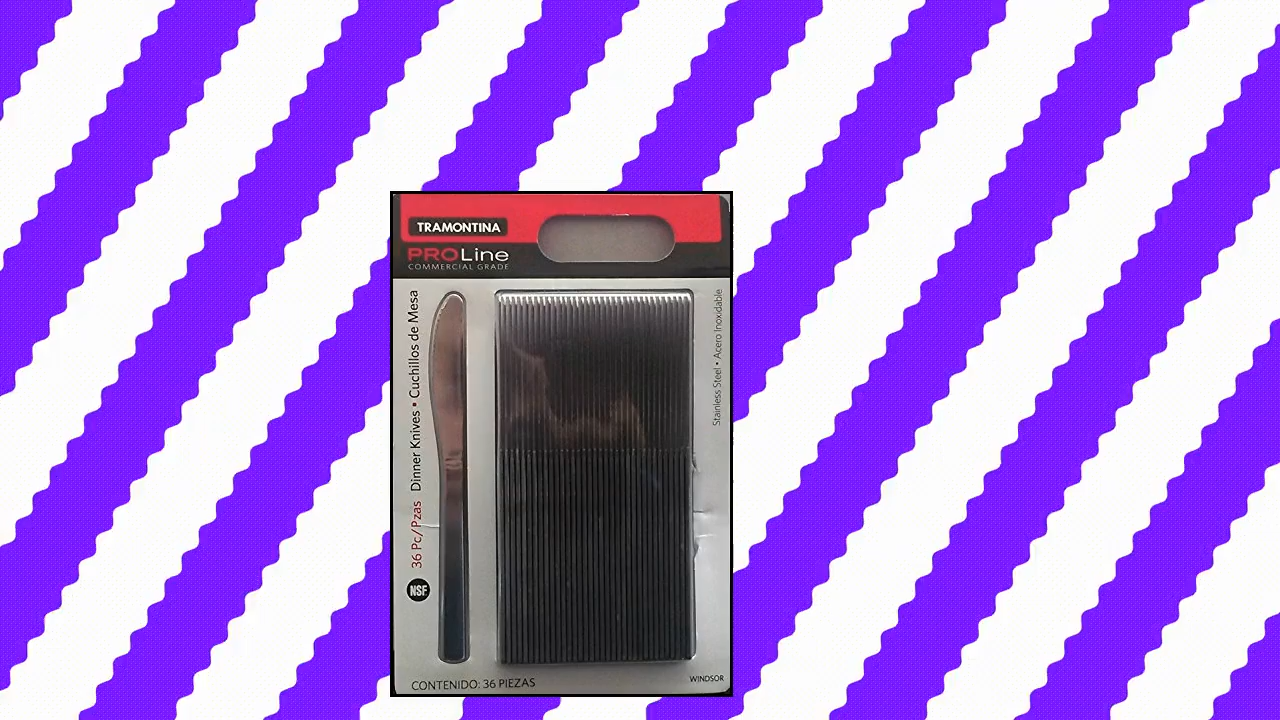 TRAMONTINA
PROLine
COMMERCIAL GRADE
36 Pc/Pzas Dinner Knives • Cuchillos de Mesa
Stainless Steel • Acero Inoxidable
NSF
CONTENIDO: 36 PIEZAS
WINDSOR